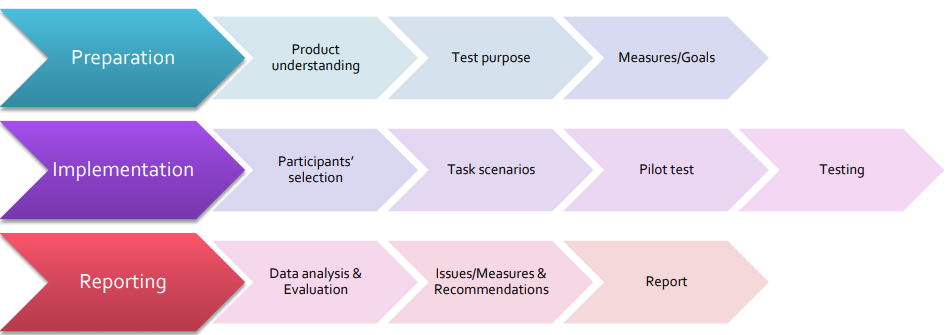 Preparation
Product
understanding
Test purpose
Measures/Goals
Implementation
Participants’
selection
Task scenarios
Pilot test
Testing
Reporting
Data analysis &
Evaluation
Issues/Measures &
Recommendations
Report